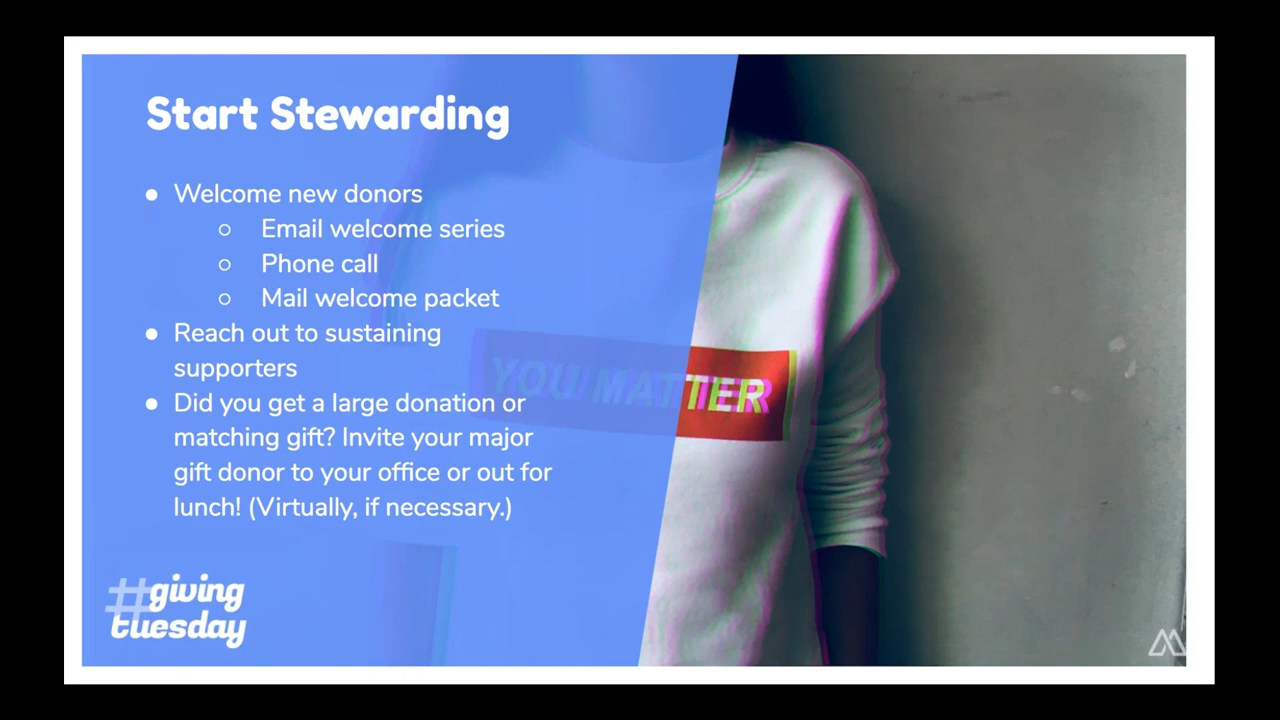 Start Stewarding
● Welcome new donors
○ Email welcome series
○ Phone call
○ Mail welcome packet
● Reach out to sustaining
supporters
● Did you get a large donation or
matching gift? Invite your major
gift donor to your office or out for
lunch! (Virtually, if necessary.)
YOU MATTER
#giving
tuesday